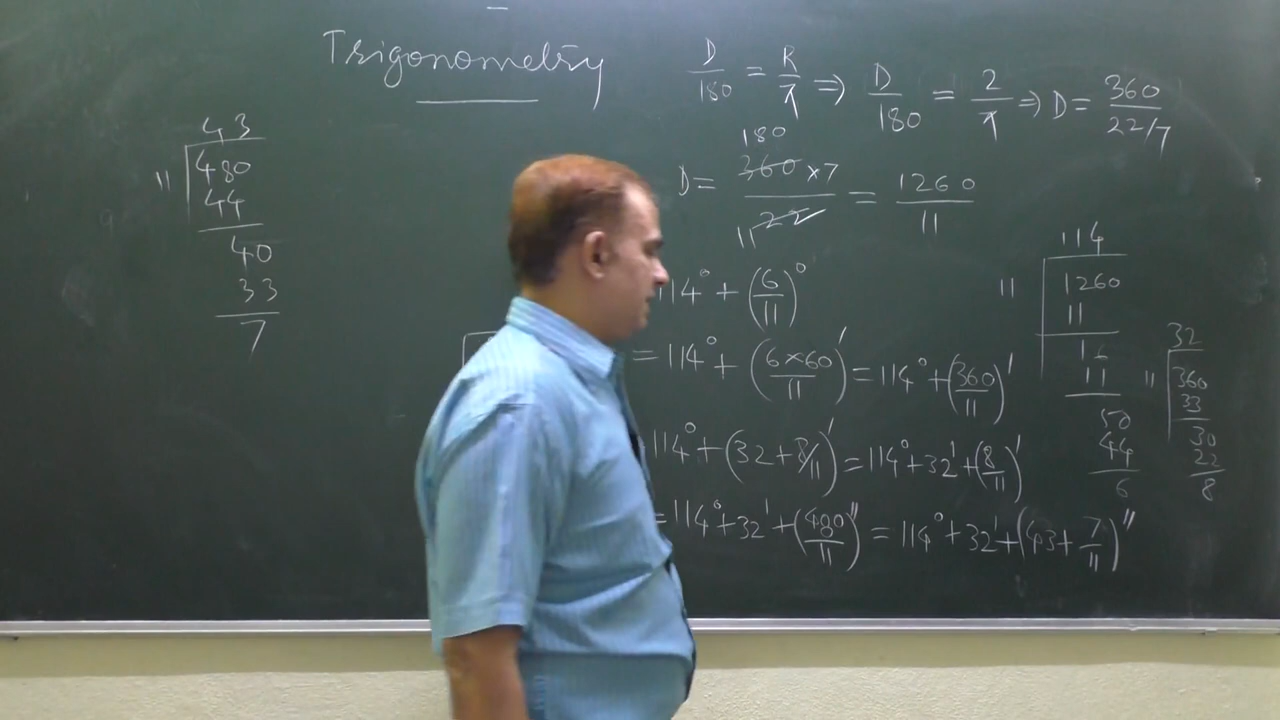 Trigonometry
D/180 = R/π ⇒ D/180 = 2/π ⇒ D = 360/22/7
D = 180 360 × 7 / 11 22 = 1260/11
114° + (6/11)°
= 114° + (6×60/11)' = 114° + (360/11)'
114° + (32 + 8/11)' = 114° + 32' + (8/11)'
= 114° + 32' + (480/11)" = 114° + 32' + (43 + 7/11)"
43
11 480
44
40
33
7
114
11 1260
11
16
11
50
44
6
32
11 360
33
30
22
8